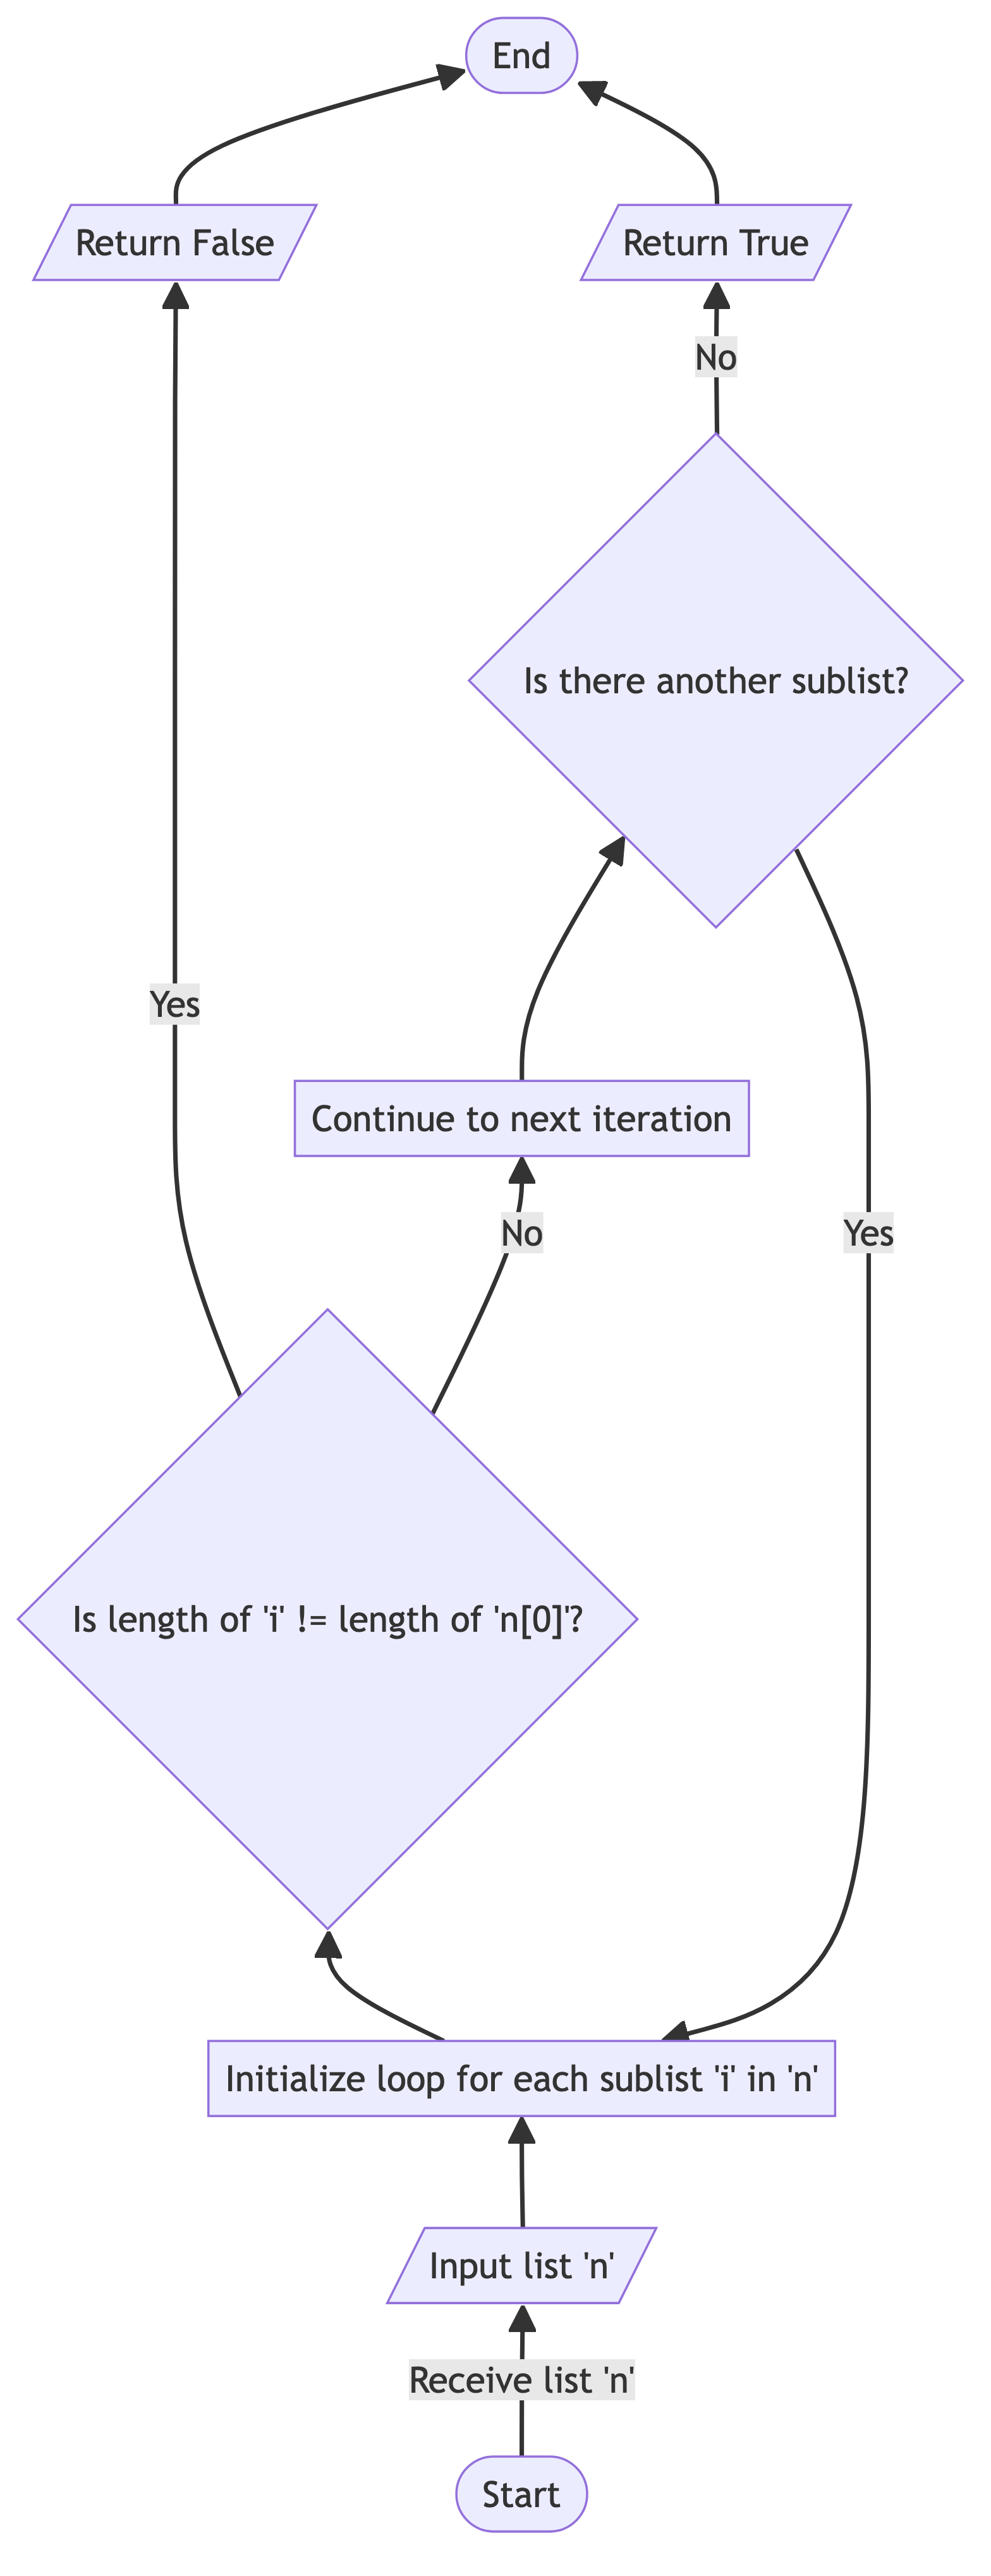 End
Return False
Return True
No
Is there another sublist?
Yes
Continue to next iteration
No
Yes
Is length of 'i' != length of 'n[0]'?
Initialize loop for each sublist 'i' in 'n'
Input list 'n'
Receive list 'n'
Start